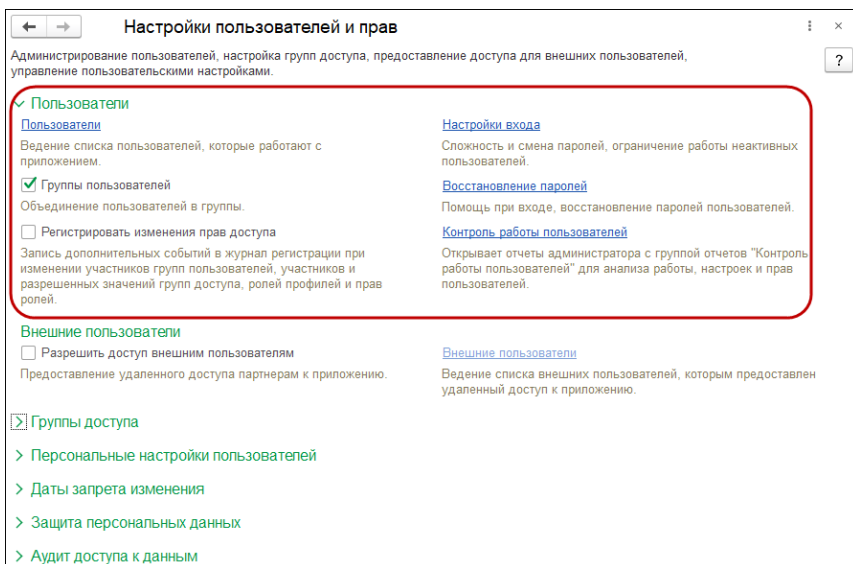 Настройки пользователей и прав
Администрирование пользователей, настройка групп доступа, предоставление доступа для внешних пользователей,
управление пользовательскими настройками.
?
Пользователи
Пользователи
Ведение списка пользователей, которые работают с
приложением.
Группы пользователей
Объединение пользователей в группы.
Регистрировать изменения прав доступа
Запись дополнительных событий в журнал регистрации при
изменении участников групп пользователей, участников и
разрешенных значений групп доступа, ролей профилей и прав
ролей.
Настройки входа
Сложность и смена паролей, ограничение работы неактивных
пользователей.
Восстановление паролей
Помощь при входе, восстановление паролей пользователей.
Контроль работы пользователей
Открывает отчеты администратора с группой отчетов "Контроль
работы пользователей" для анализа работы, настроек и прав
пользователей.
Внешние пользователи
Разрешить доступ внешним пользователям
Предоставление удаленного доступа партнерам к приложению.
Внешние пользователи
Ведение списка внешних пользователей, которым предоставлен
удаленный доступ к приложению.
Группы доступа
Персональные настройки пользователей
Даты запрета изменения
Защита персональных данных
Аудит доступа к данным